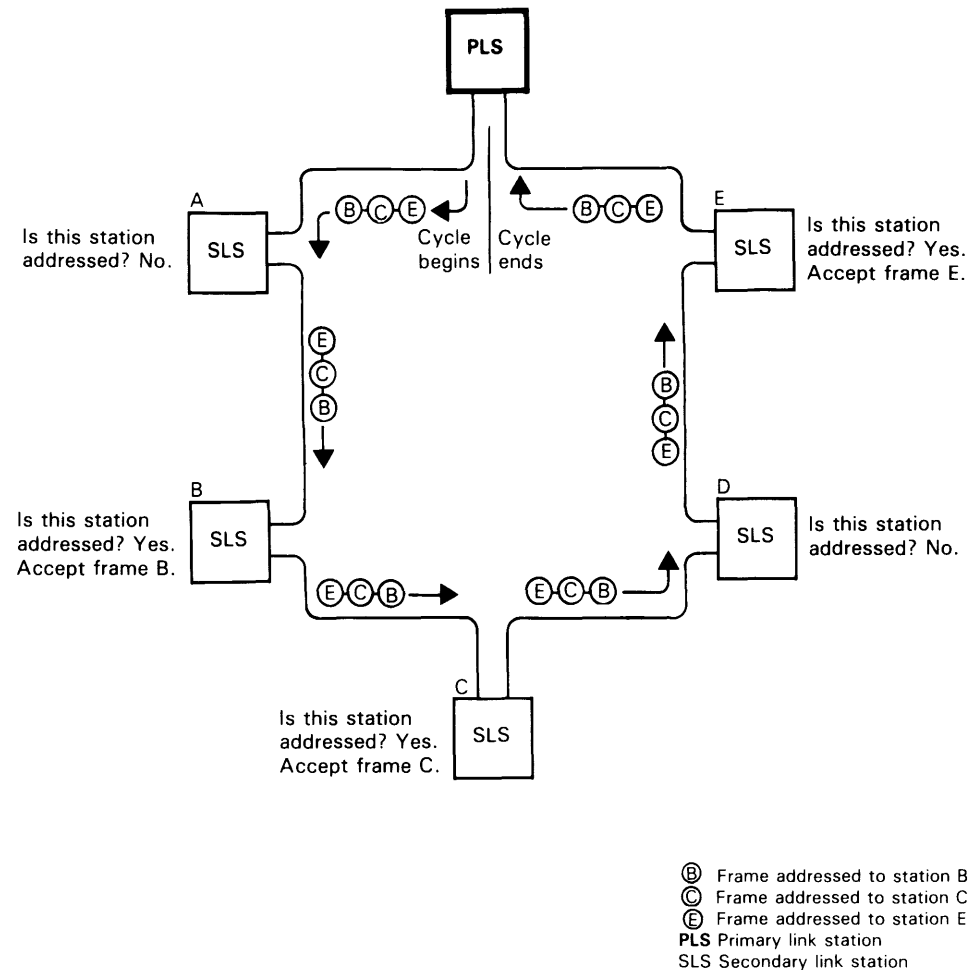 PLS
A
B C E
Cycle
begins
Cycle
ends
B C E
E
Is this station
addressed? No.
SLS
SLS
Is this station
addressed? Yes.
Accept frame E.
E
C
B
B
C
E
B
Is this station
addressed? Yes.
Accept frame B.
SLS
D
SLS
Is this station
addressed? No.
E C B
E C B
C
Is this station
addressed? Yes.
Accept frame C.
SLS
B Frame addressed to station B
C Frame addressed to station C
E Frame addressed to station E
PLS Primary link station
SLS Secondary link station